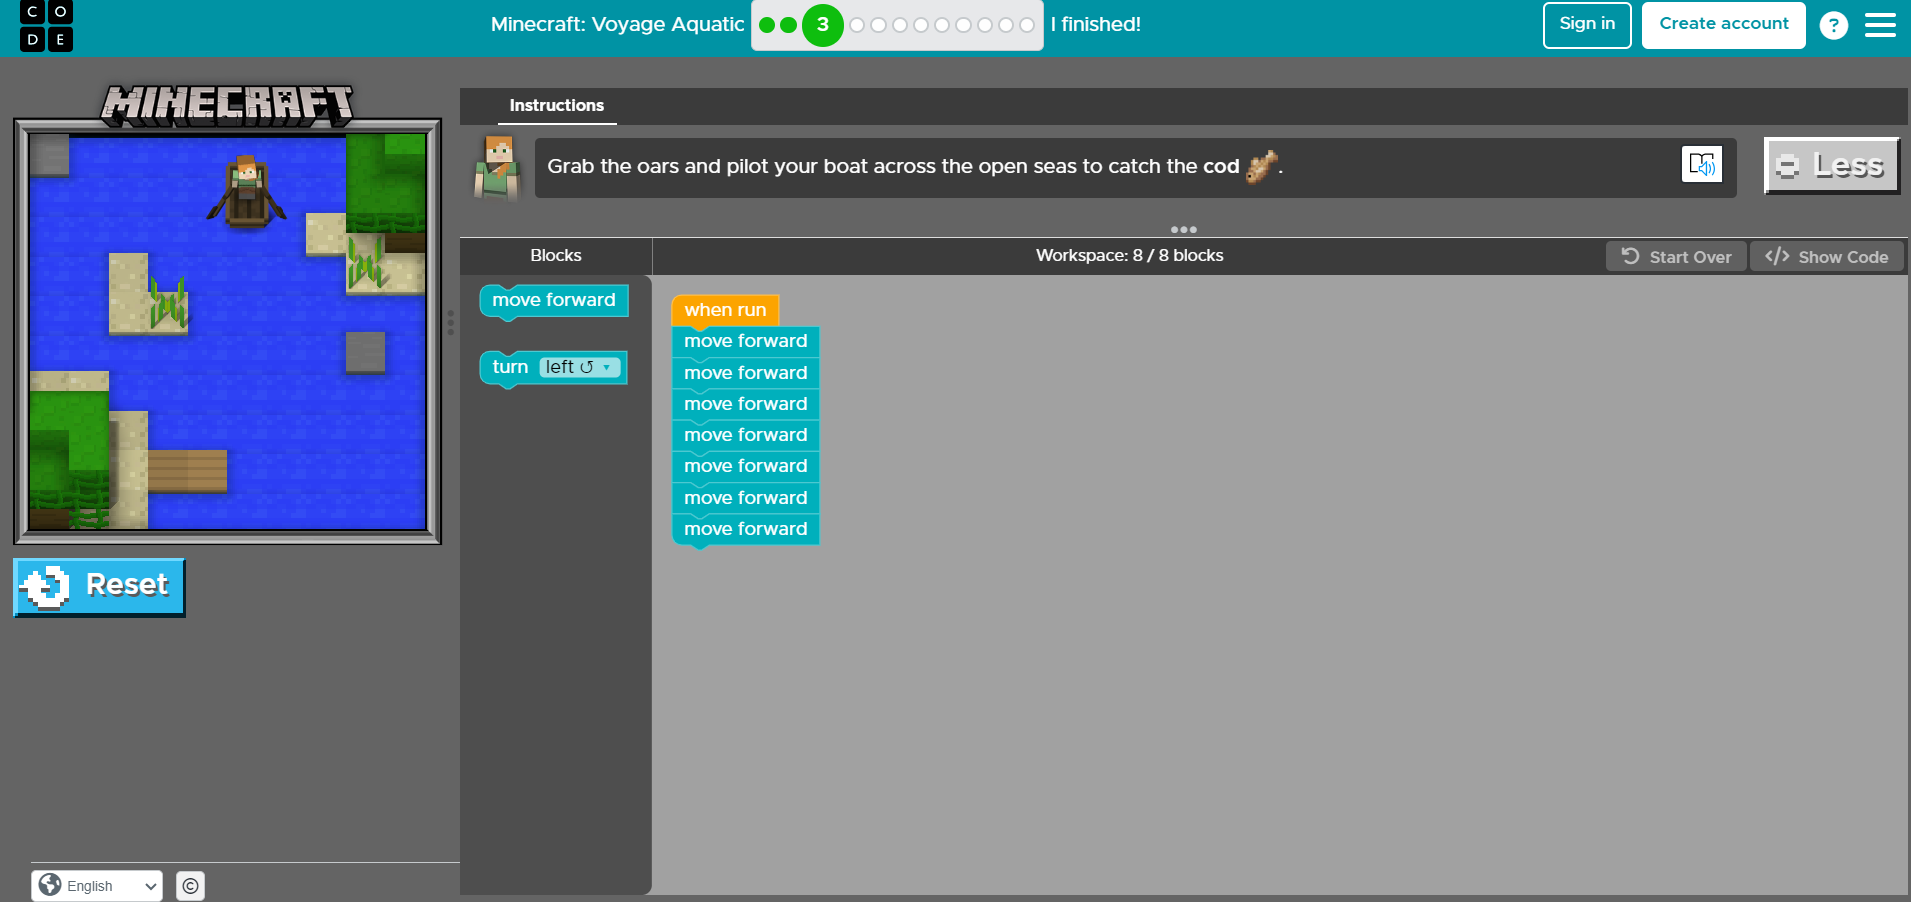 CO
DE
Minecraft: Voyage Aquatic
3
I finished!
Sign in
Create account
?
MINECRAFT
Instructions
Grab the oars and pilot your boat across the open seas to catch the cod .
Less
Blocks
Workspace: 8 / 8 blocks
Start Over
</> Show Code
move forward
turn left ↺ ▾
when run
move forward
move forward
move forward
move forward
move forward
move forward
move forward
Reset
English
©